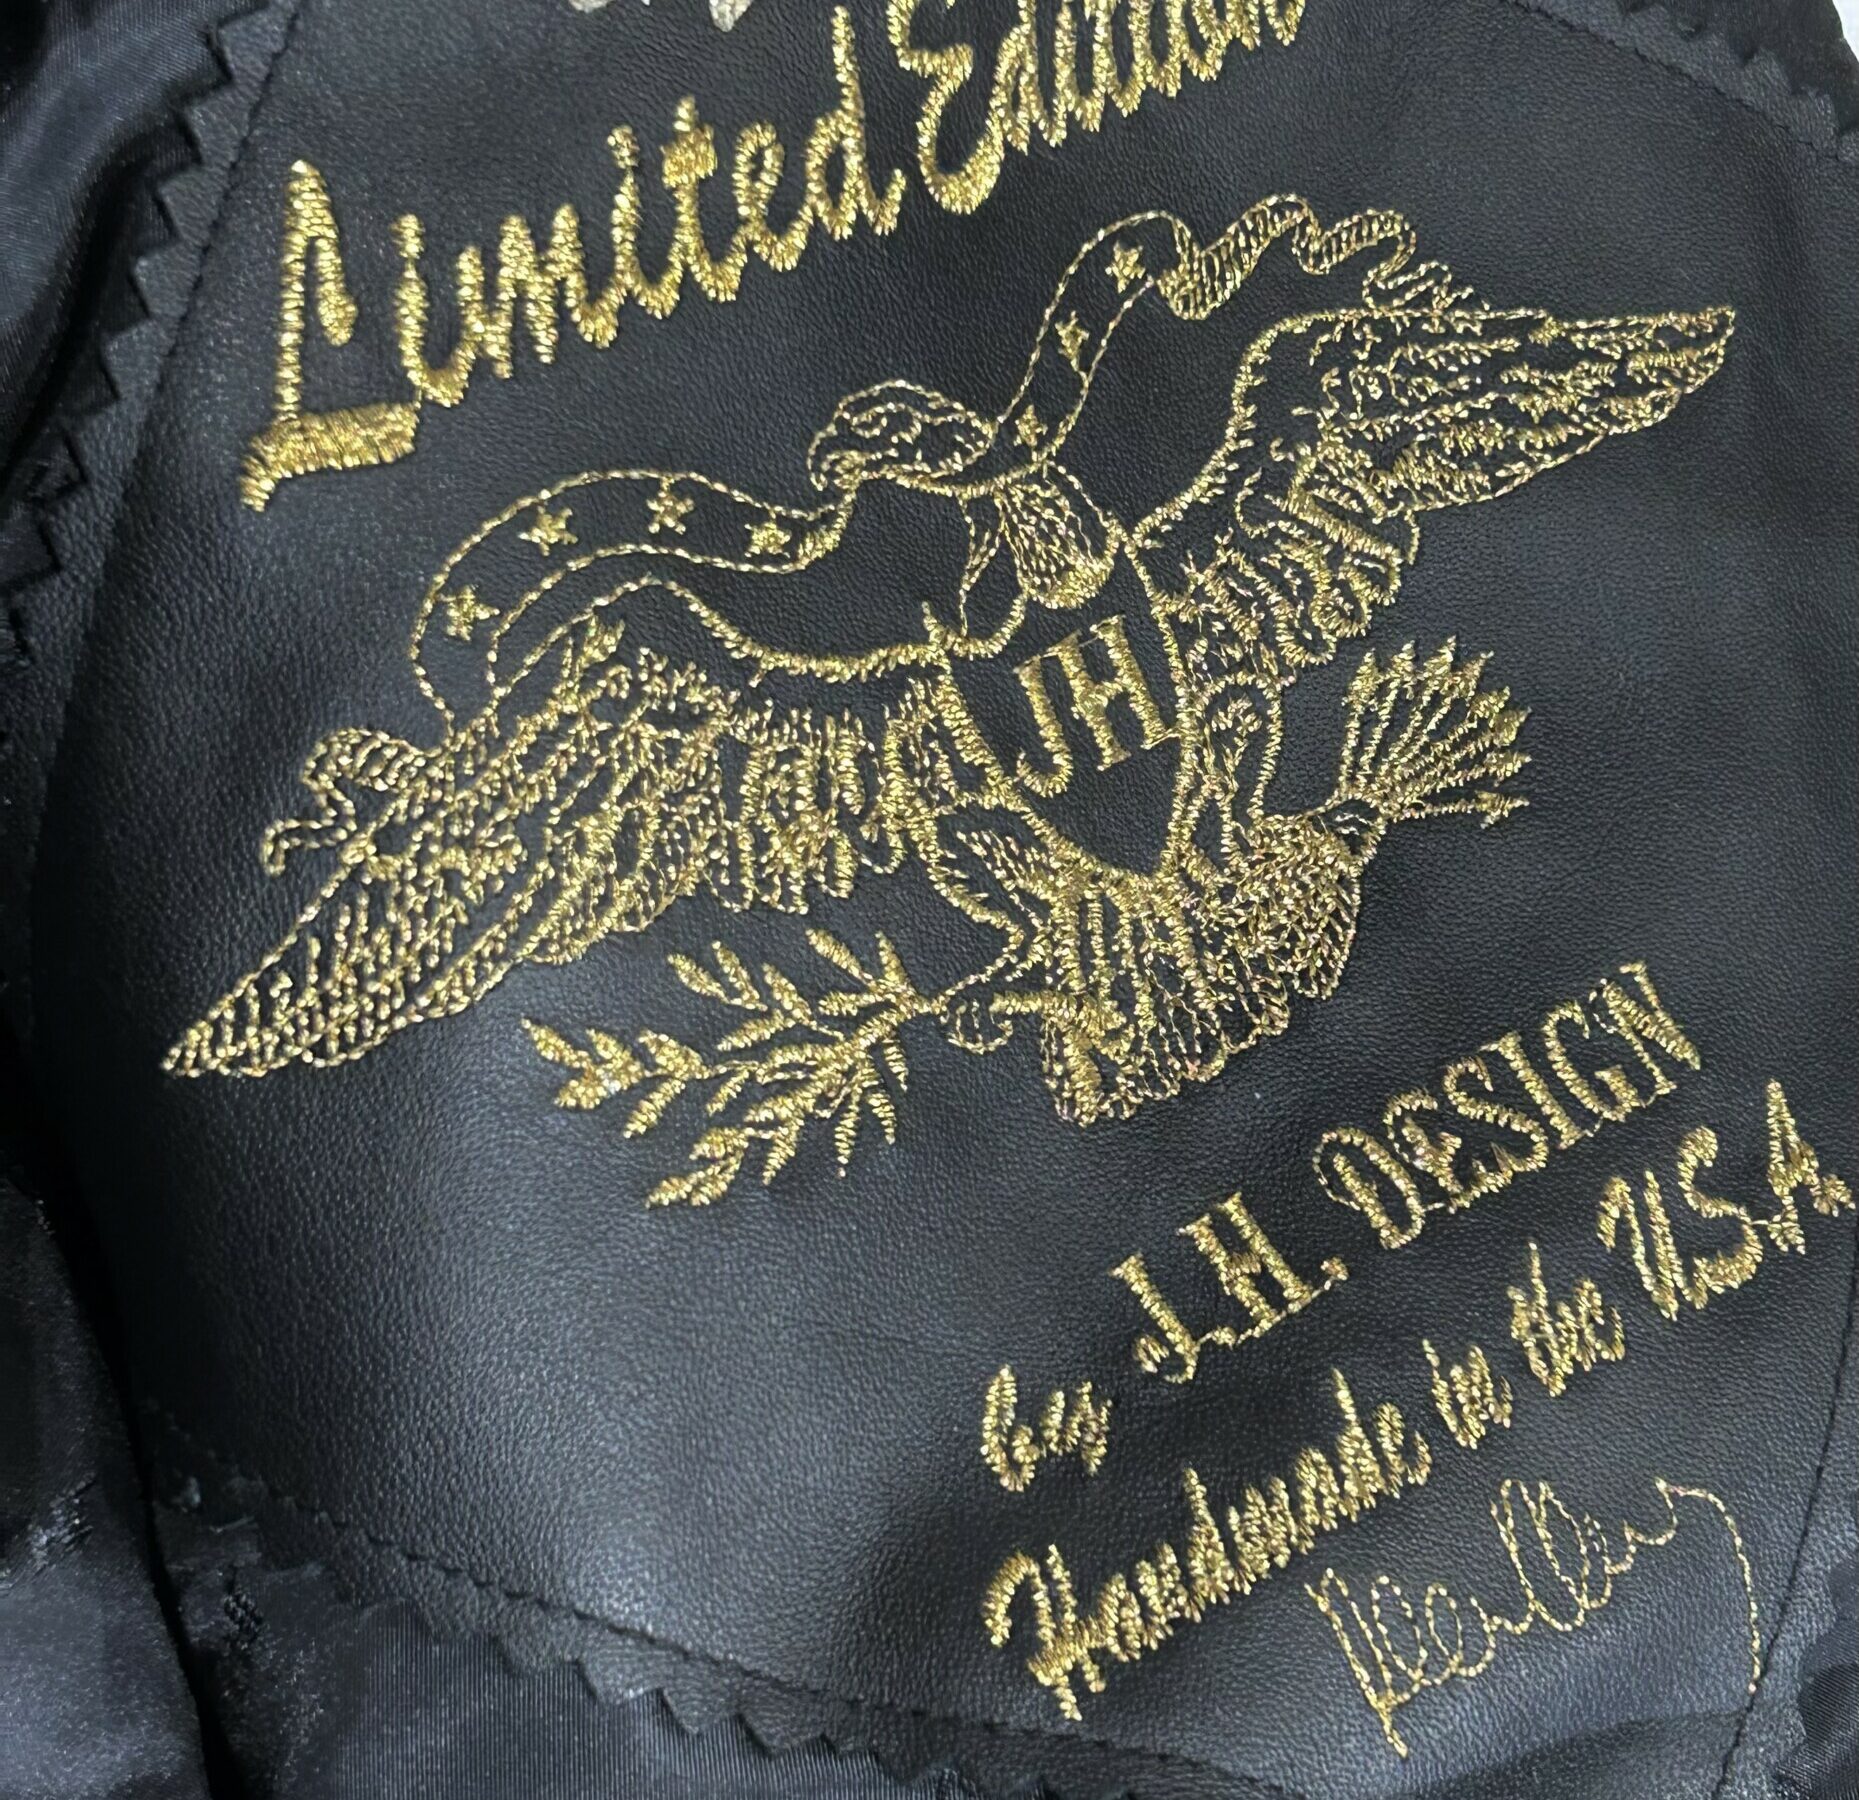 Limited Edition
JH
by J.H. DESIGN
Handmade in the U.S.A